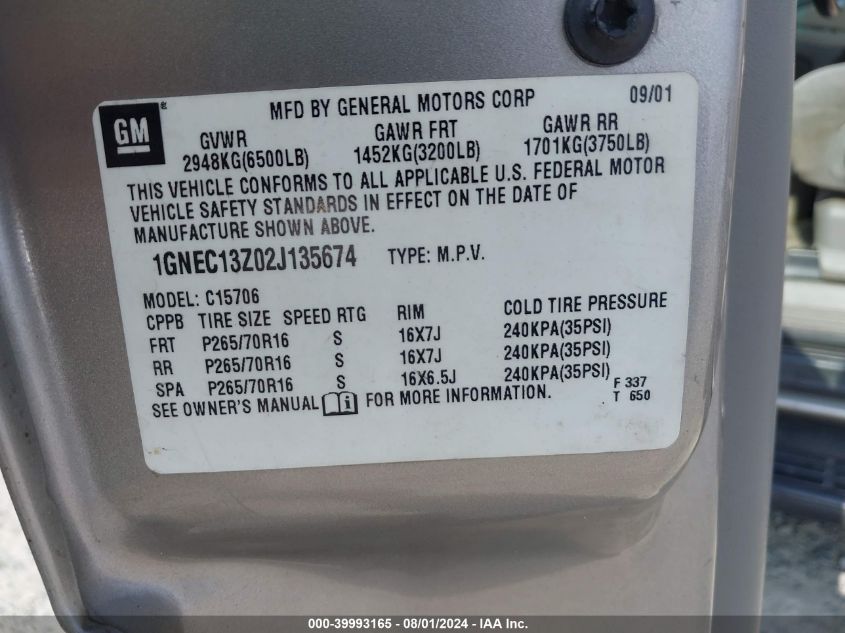 GM
MFD BY GENERAL MOTORS CORP 09/01
GVWR GAWR FRT GAWR RR
2948KG(6500LB) 1452KG(3200LB) 1701KG(3750LB)
THIS VEHICLE CONFORMS TO ALL APPLICABLE U.S. FEDERAL MOTOR
VEHICLE SAFETY STANDARDS IN EFFECT ON THE DATE OF
MANUFACTURE SHOWN ABOVE.
1GNEC13Z02J135674 TYPE: M.P.V.
MODEL: C15706
CPPB TIRE SIZE SPEED RTG RIM COLD TIRE PRESSURE
FRT P265/70R16 S 16X7J 240KPA(35PSI)
RR P265/70R16 S 16X7J 240KPA(35PSI)
SPA P265/70R16 S 16X6.5J 240KPA(35PSI)
SEE OWNER'S MANUAL FOR MORE INFORMATION.
F 337
T 650
000-39993165 - 08/01/2024 - IAA Inc.